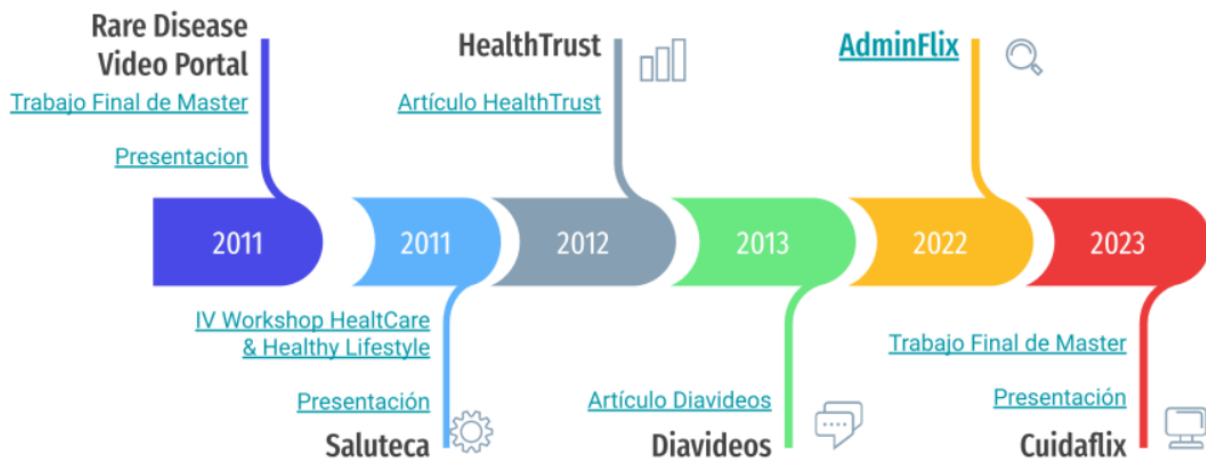 Rare Disease
Video Portal
Trabajo Final de Master
Presentacion
HealthTrust
Artículo HealthTrust
AdminFlix
2011
2011
2012
2013
2022
2023
IV Workshop HealtCare
& Healthy Lifestyle
Presentación
Saluteca
Artículo Diavideos
Diavideos
Trabajo Final de Master
Presentación
Cuidaflix